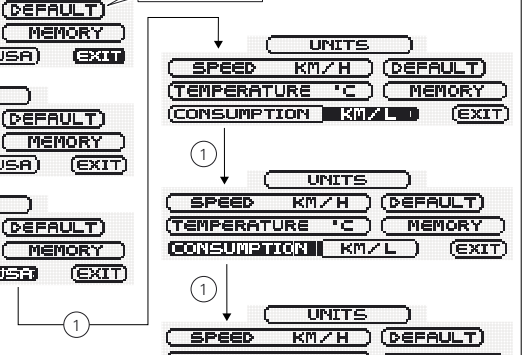 (DEFAULT)
(MEMORY)
USA) (EXIT)
(DEFAULT)
(MEMORY)
USA) (EXIT)
(DEFAULT)
(MEMORY)
USA (EXIT)
1
( UNITS )
( SPEED KM/H ) (DEFAULT)
(TEMPERATURE °C ) ( MEMORY )
(CONSUMPTION KM/L ) (EXIT)
1
( UNITS )
( SPEED KM/H ) (DEFAULT)
(TEMPERATURE °C ) ( MEMORY )
(CONSUMPTION KM/L ) (EXIT)
1
( UNITS )
( SPEED KM/H ) (DEFAULT)